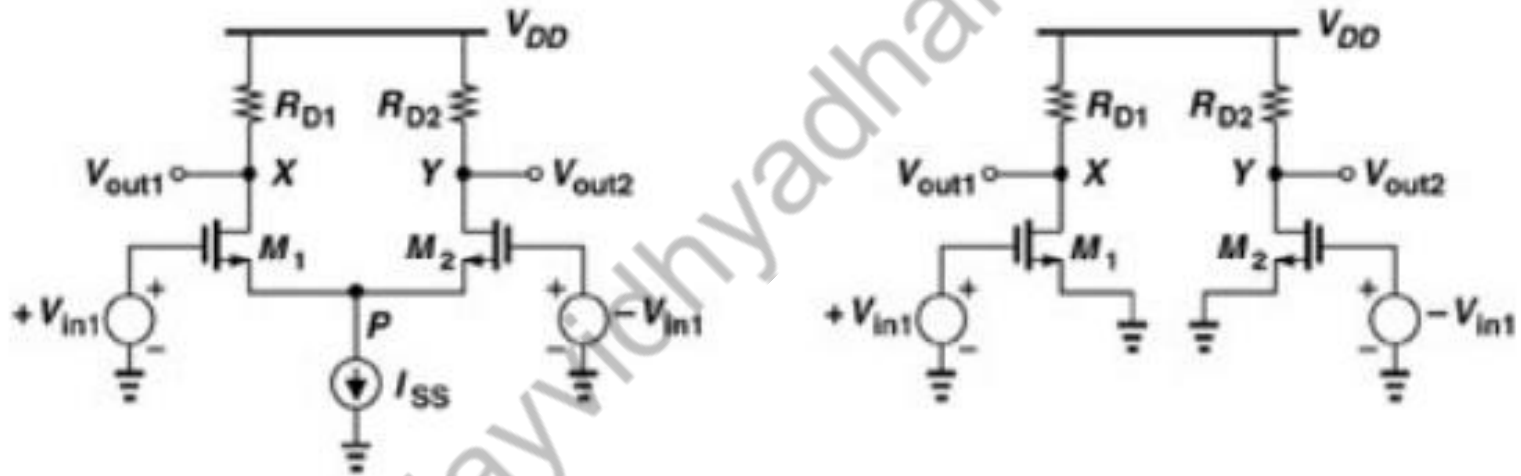 V_DD V_DD
R_D1 R_D2 R_D1 R_D2
V_out1 X Y V_out2 V_out1 X Y V_out2
M_1 M_2 M_1 M_2
+ + + +
+V_in1 P -V_in1 +V_in1 -V_in1
- - - -
I_SS
ayvidhyadha